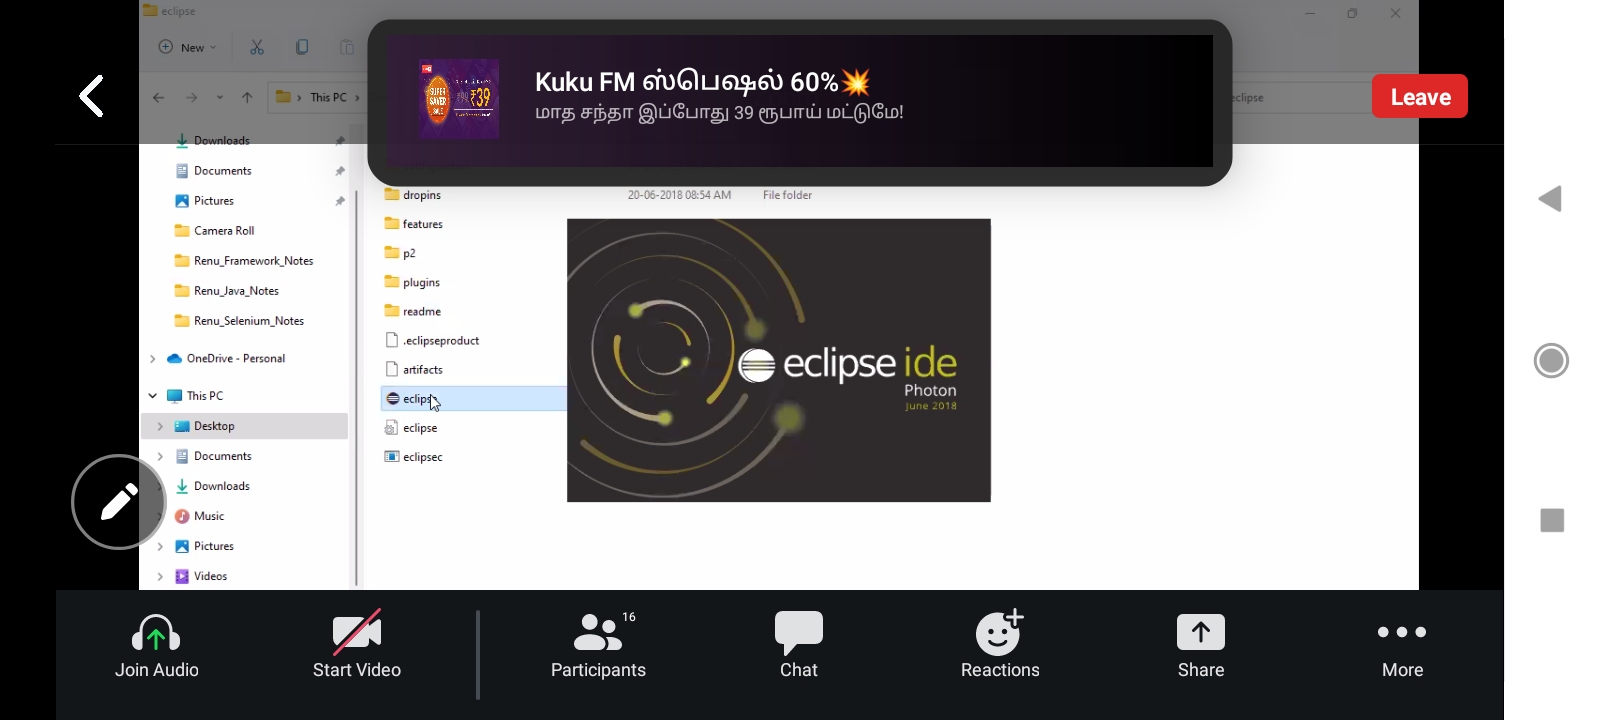 eclipse
New
This PC
eclipse
Kuku FM ஸ்பெஷல் 60%💥
மாத சந்தா இப்போது 39 ரூபாய் மட்டுமே!
SUPER
SAVER
SALE
₹39
Leave
Downloads
Documents
Pictures
Camera Roll
Renu_Framework_Notes
Renu_Java_Notes
Renu_Selenium_Notes
OneDrive - Personal
This PC
Desktop
Documents
Downloads
Music
Pictures
Videos
dropins 20-06-2018 08:54 AM File folder
features
p2
plugins
readme
.eclipseproduct
artifacts
eclipse
eclipse
eclipsec
eclipse ide
Photon
June 2018
Join Audio
Start Video
16
Participants
Chat
Reactions
Share
More